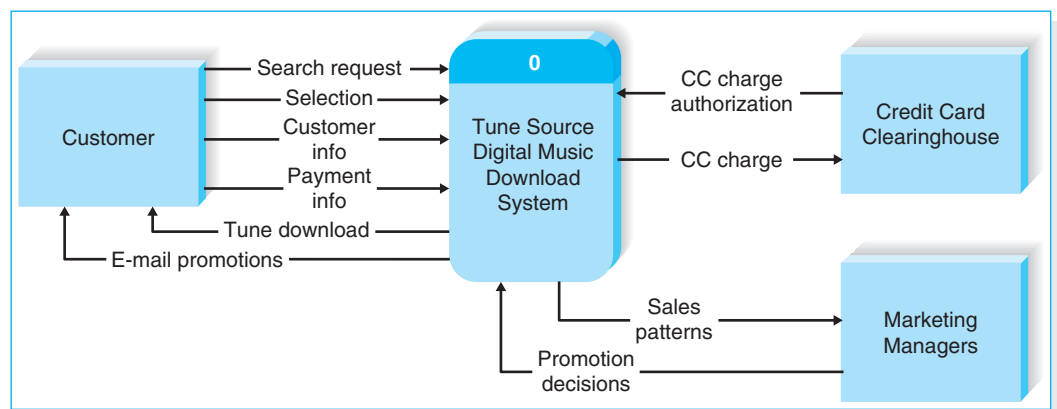 Customer
Search request
Selection
Customer
info
Payment
info
Tune download
E-mail promotions
0
Tune Source
Digital Music
Download
System
CC charge
authorization
CC charge
Credit Card
Clearinghouse
Sales
patterns
Promotion
decisions
Marketing
Managers